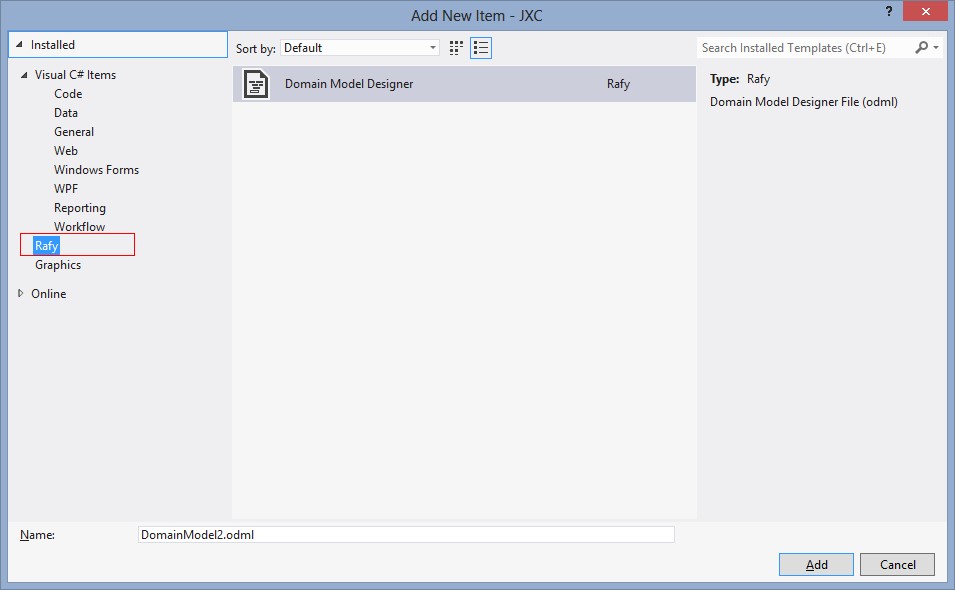 Add New Item - JXC
?
Installed
Sort by: Default
Search Installed Templates (Ctrl+E)
Visual C# Items
Code
Data
General
Web
Windows Forms
WPF
Reporting
Workflow
Rafy
Graphics
Online
Domain Model Designer Rafy
Type: Rafy
Domain Model Designer File (odml)
Name: DomainModel2.odml
Add Cancel